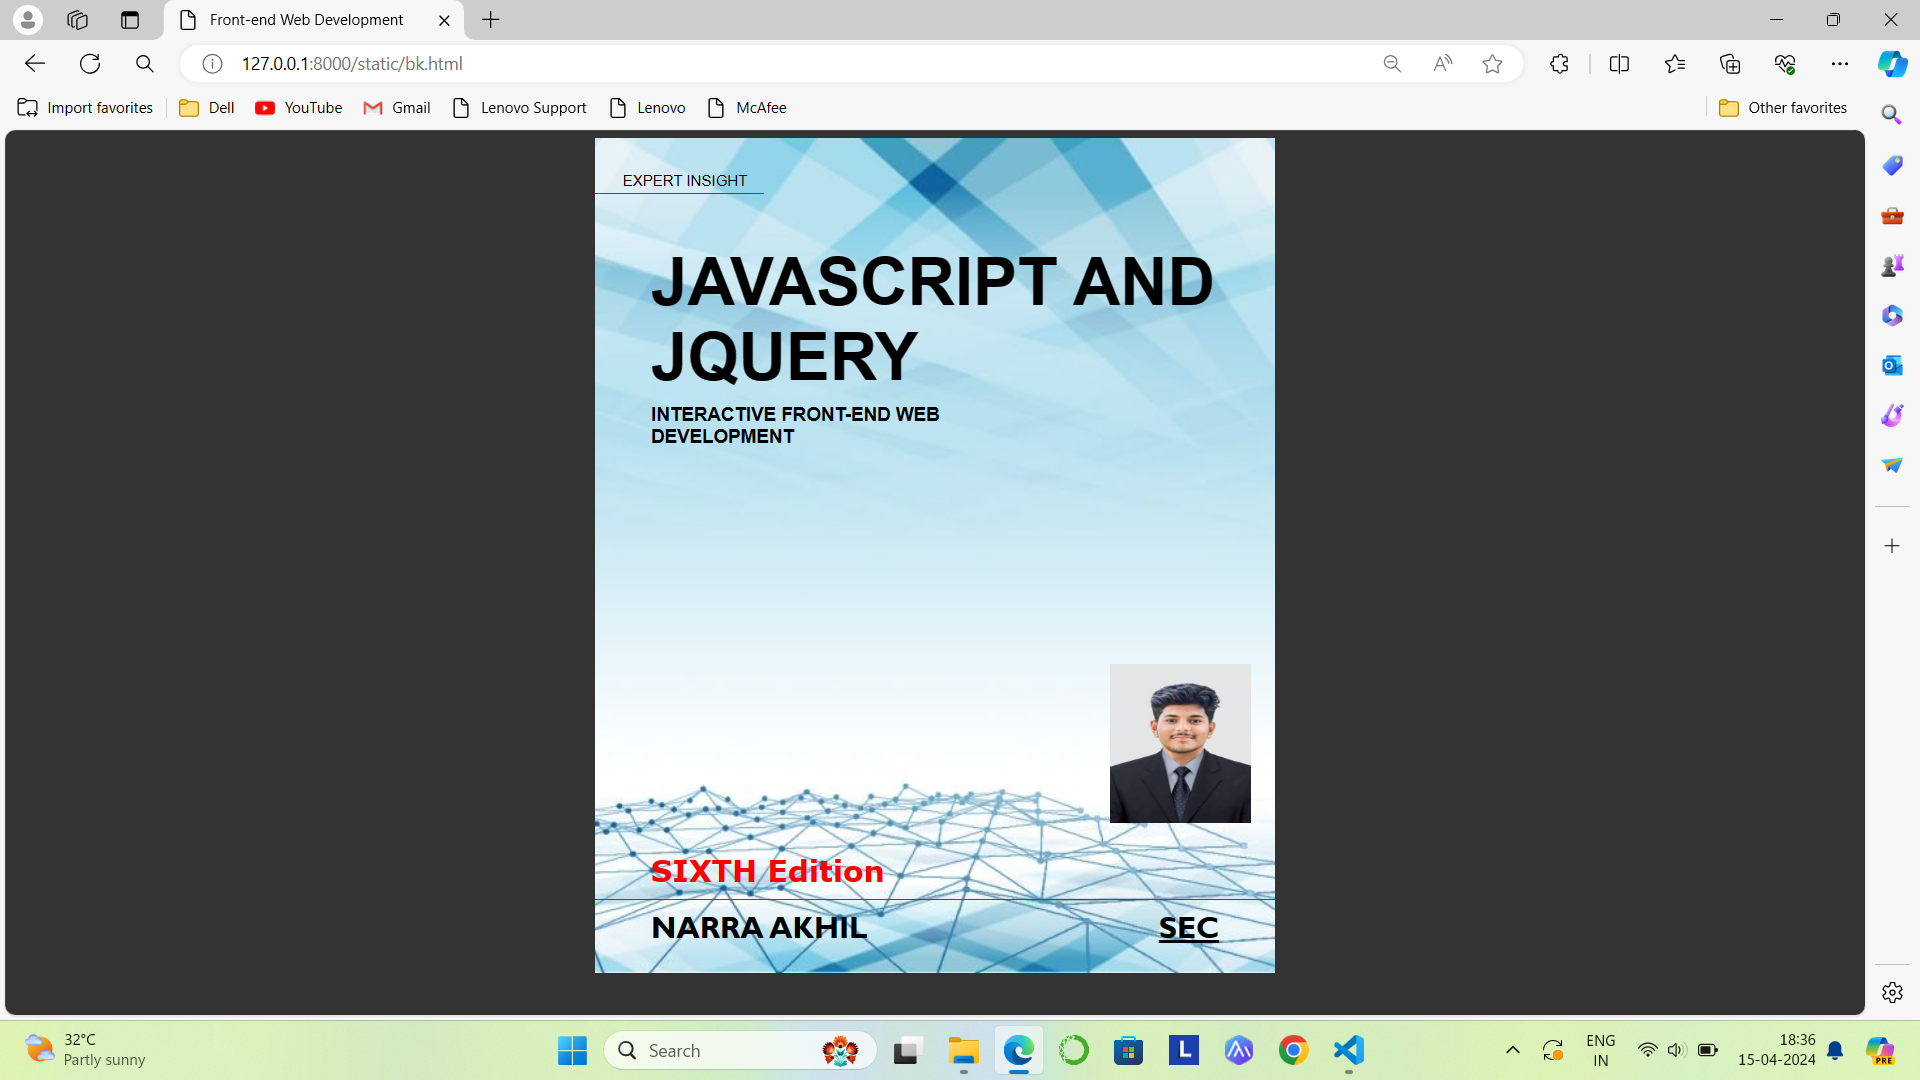 Front-end Web Development
127.0.0.1:8000/static/bk.html
Import favorites
Dell
YouTube
Gmail
Lenovo Support
Lenovo
McAfee
Other favorites
EXPERT INSIGHT
JAVASCRIPT AND
JQUERY
INTERACTIVE FRONT-END WEB
DEVELOPMENT
SIXTH Edition
NARRA AKHIL
SEC
32°C
Partly sunny
Search
L
ENG
IN
18:36
15-04-2024
PRE